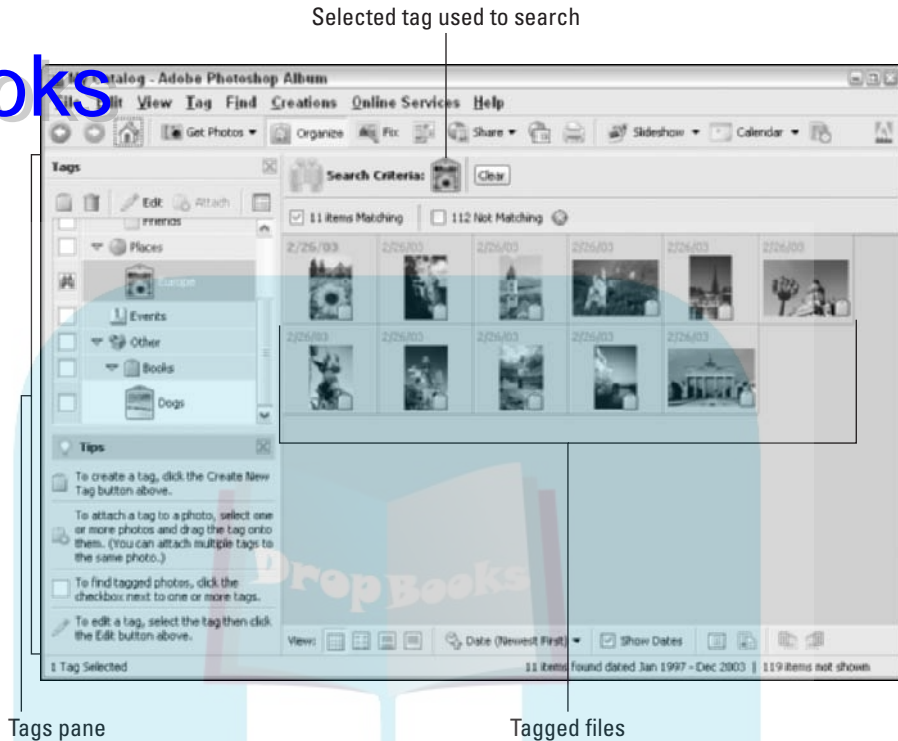 Selected tag used to search
oks
My Catalog - Adobe Photoshop Album
File Edit View Tag Find Creations Online Services Help
Get Photos Organize Fix Share Slideshow Calendar
Tags
Search Criteria: Clear
Edit Attach
11 items Matching 112 Not Matching
Friends
Places
Europe
Events
Other
Books
Dogs
2/26/03 2/26/03 2/26/03 2/26/03 2/26/03 2/26/03
2/26/03 2/26/03 2/26/03 2/26/03 2/26/03
Tips
To create a tag, click the Create New
Tag button above.
To attach a tag to a photo, select one
or more photos and drag the tag onto
them. (You can attach multiple tags to
the same photo.)
To find tagged photos, click the
checkbox next to one or more tags.
To edit a tag, select the tag then click
the Edit button above.
DropBooks
View: Date (Newest First) Show Dates
1 Tag Selected
11 items found dated Jan 1997 - Dec 2003 | 119 items not shown
Tags pane
Tagged files